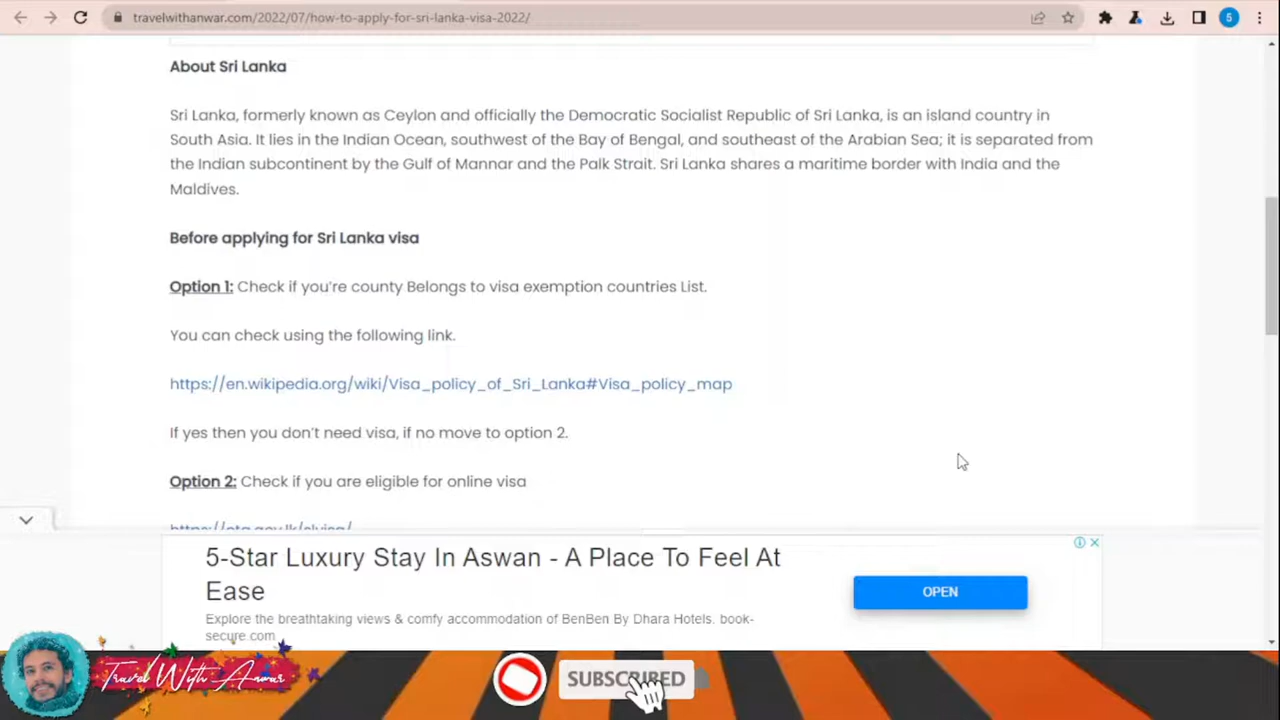 travelwithanwar.com/2022/07/how-to-apply-for-sri-lanka-visa-2022/
5
About Sri Lanka
Sri Lanka, formerly known as Ceylon and officially the Democratic Socialist Republic of Sri Lanka, is an island country in
South Asia. It lies in the Indian Ocean, southwest of the Bay of Bengal, and southeast of the Arabian Sea; it is separated from
the Indian subcontinent by the Gulf of Mannar and the Palk Strait. Sri Lanka shares a maritime border with India and the
Maldives.
Before applying for Sri Lanka visa
Option 1: Check if you're county Belongs to visa exemption countries List.
You can check using the following link.
https://en.wikipedia.org/wiki/Visa_policy_of_Sri_Lanka#Visa_policy_map
If yes then you don't need visa, if no move to option 2.
Option 2: Check if you are eligible for online visa
5-Star Luxury Stay In Aswan - A Place To Feel At
Ease
OPEN
Explore the breathtaking views & comfy accommodation of BenBen By Dhara Hotels. book-
secure.com
Travel With Anwar
SUBSCRIBED